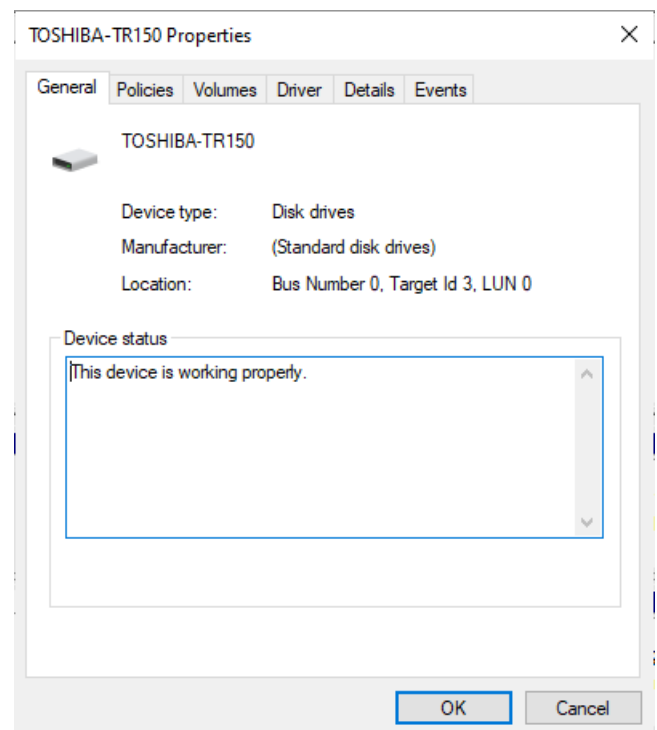 TOSHIBA-TR150 Properties
General Policies Volumes Driver Details Events
TOSHIBA-TR150
Device type: Disk drives
Manufacturer: (Standard disk drives)
Location: Bus Number 0, Target Id 3, LUN 0
Device status
This device is working properly.
OK Cancel